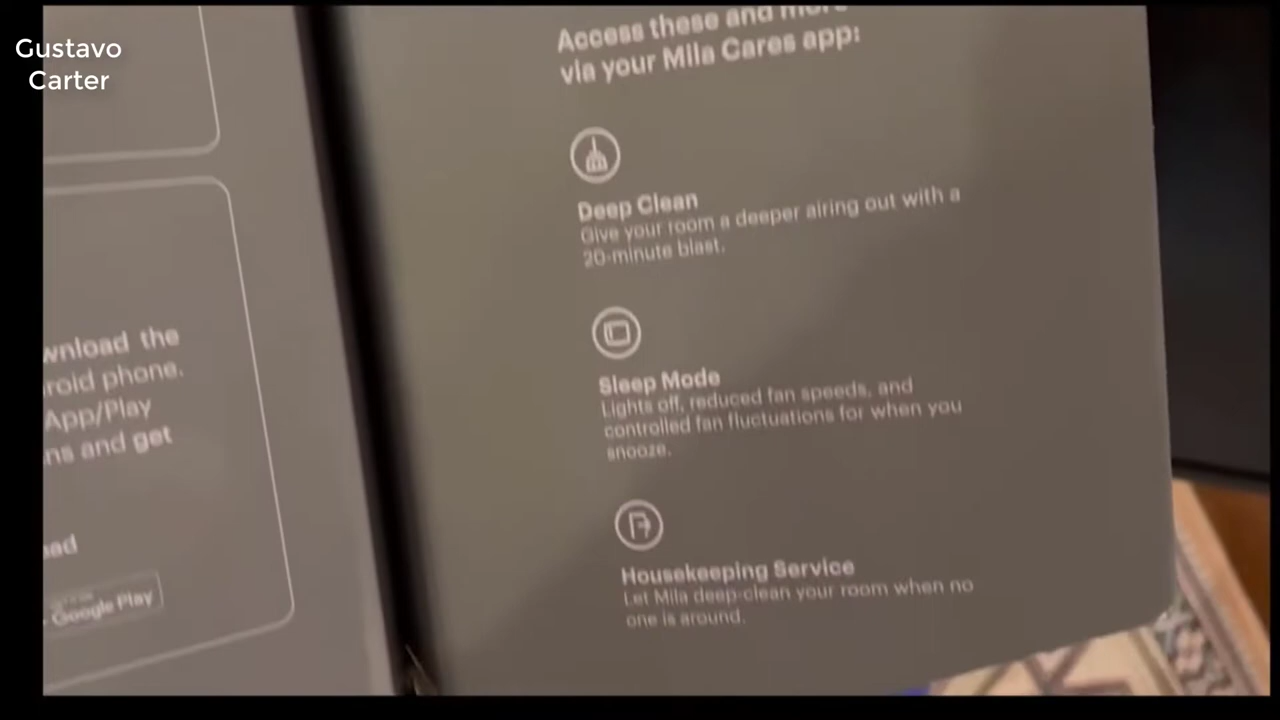 Gustavo
Carter
Access these and more
via your Mila Cares app:
Deep Clean
Give your room a deeper airing out with a
20-minute blast.
Sleep Mode
Lights off, reduced fan speeds, and
controlled fan fluctuations for when you
snooze.
Housekeeping Service
Let Mila deep-clean your room when no
one is around.
wnload the
roid phone.
App/Play
ns and get
oad
Google Play